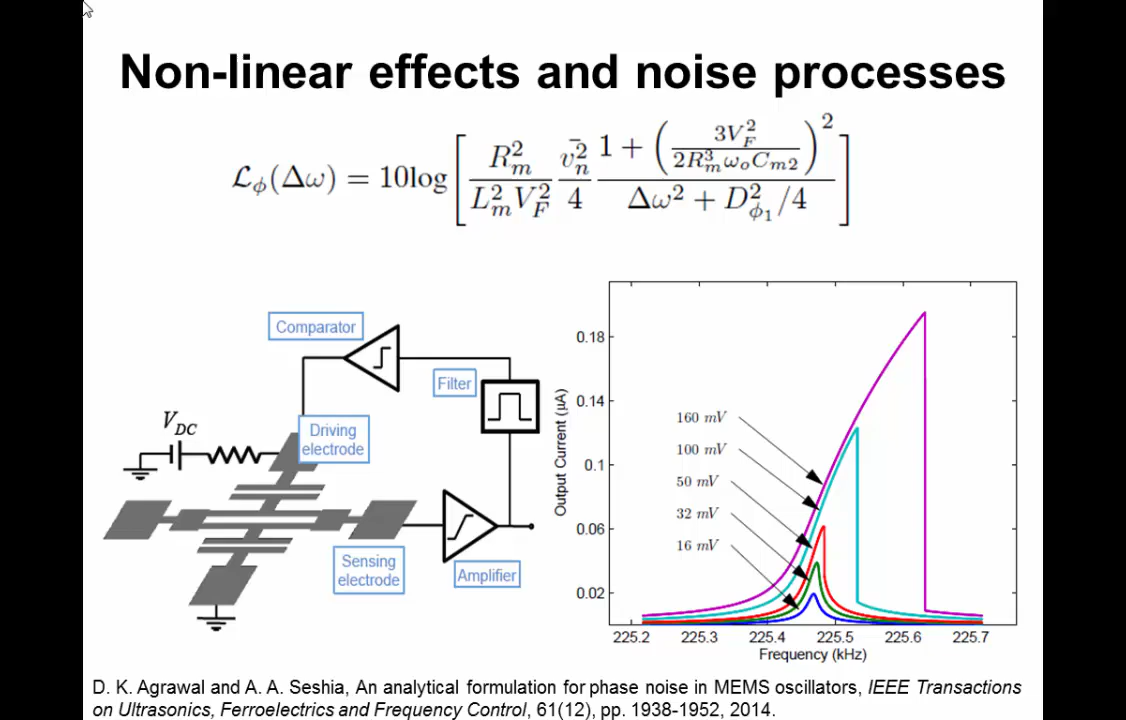 Non-linear effects and noise processes
𝓛_ϕ(Δω) = 10log [ R_m^2 / (L_m^2 V_F^2) · v̄_n^2 / 4 · (1 + (3V_F^2 / (2R_m^3 ω_o C_m2))^2) / (Δω^2 + D_ϕ1^2 /4) ]
Comparator
Filter
V_DC
Driving
electrode
Sensing
electrode
Amplifier
Output Current (μA)
0.18
0.14
0.1
0.06
0.02
160 mV
100 mV
50 mV
32 mV
16 mV
225.2 225.3 225.4 225.5 225.6 225.7
Frequency (kHz)
D. K. Agrawal and A. A. Seshia, An analytical formulation for phase noise in MEMS oscillators, IEEE Transactions
on Ultrasonics, Ferroelectrics and Frequency Control, 61(12), pp. 1938-1952, 2014.